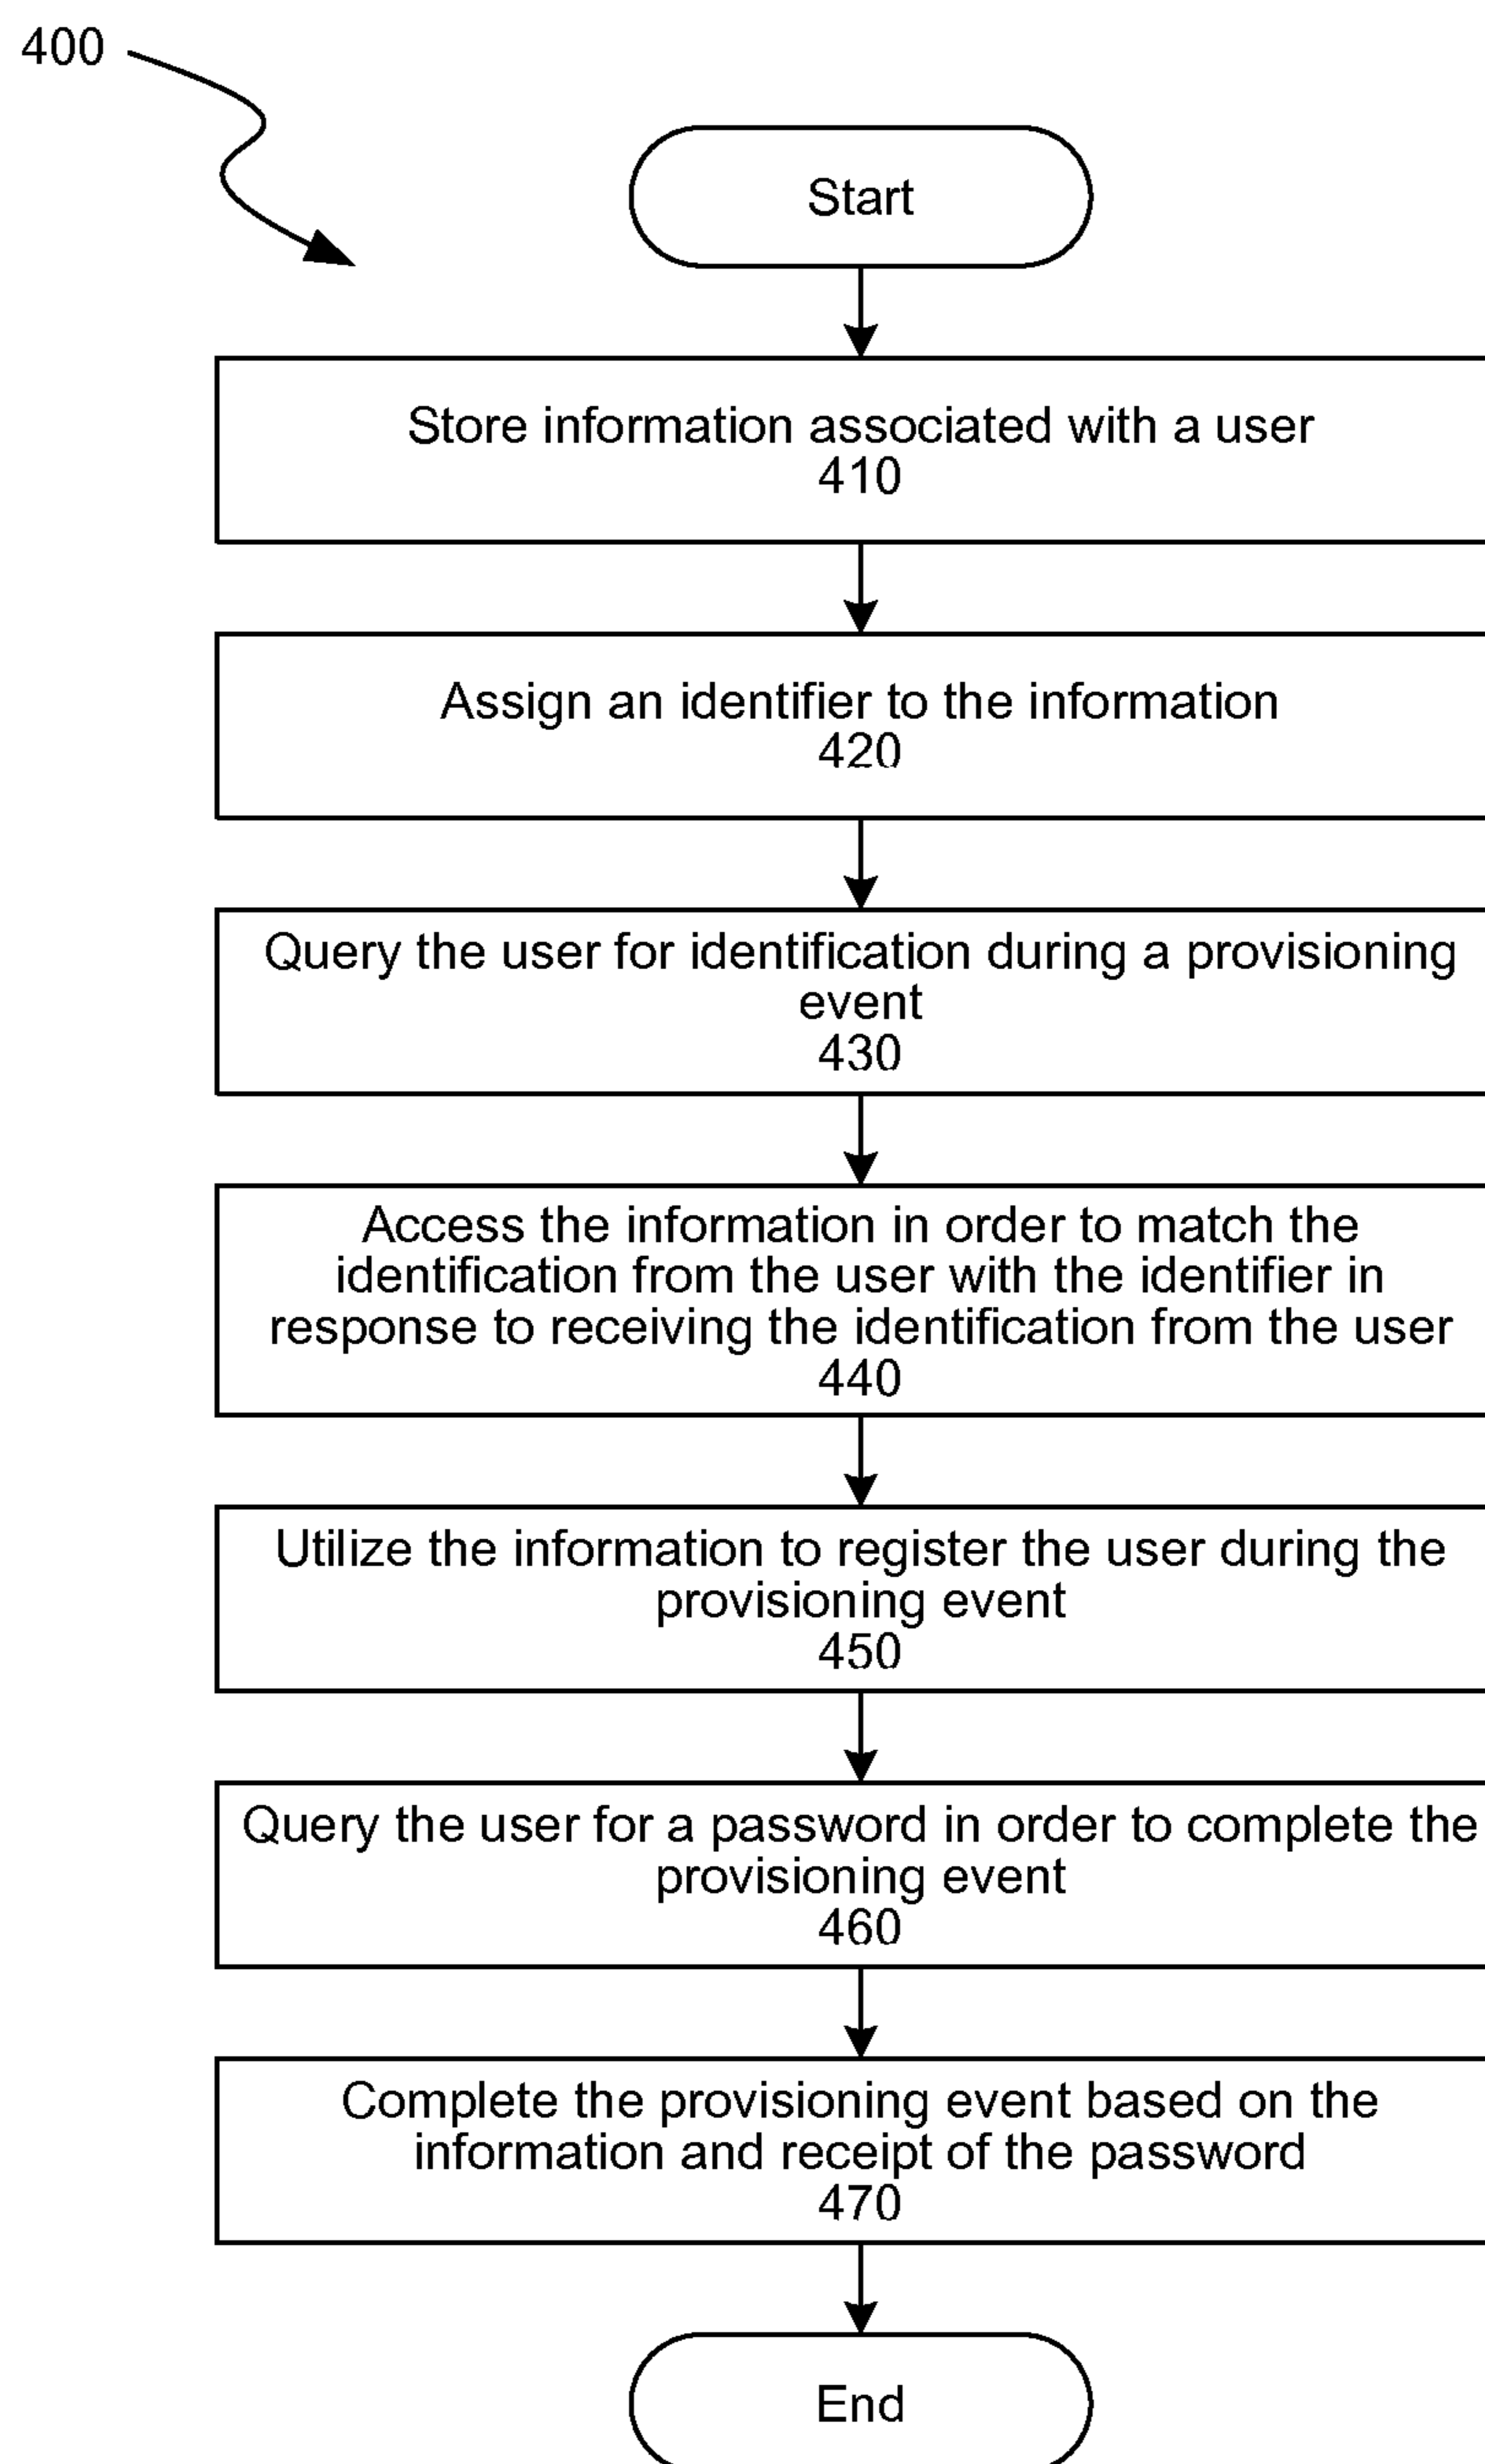 400
Start
Store information associated with a user
410
Assign an identifier to the information
420
Query the user for identification during a provisioning
event
430
Access the information in order to match the
identification from the user with the identifier in
response to receiving the identification from the user
440
Utilize the information to register the user during the
provisioning event
450
Query the user for a password in order to complete the
provisioning event
460
Complete the provisioning event based on the
information and receipt of the password
470
End